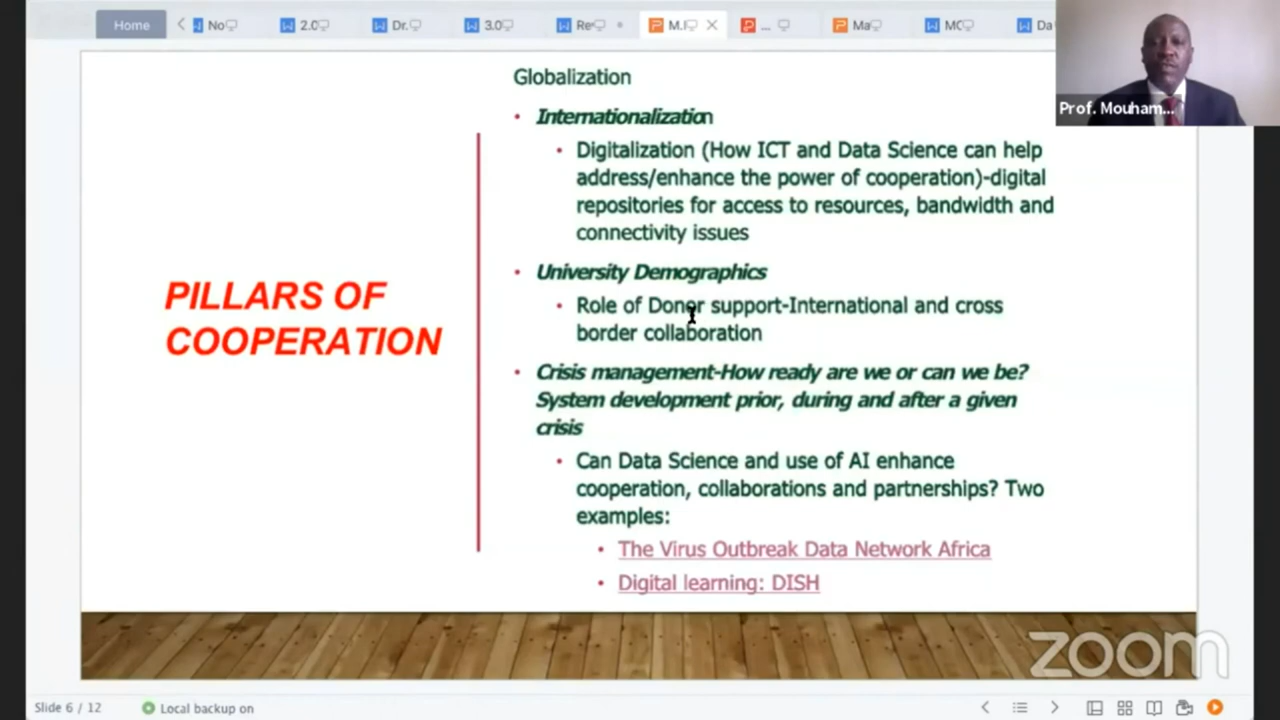 Home No 2.0 Dr. 3.0 Re M.I ... Ma MC Da
Prof. Mouham...
Globalization
• Internationalization
• Digitalization (How ICT and Data Science can help
address/enhance the power of cooperation)-digital
repositories for access to resources, bandwidth and
connectivity issues
• University Demographics
• Role of Donor support-International and cross
border collaboration
• Crisis management-How ready are we or can we be?
System development prior, during and after a given
crisis
• Can Data Science and use of AI enhance
cooperation, collaborations and partnerships? Two
examples:
• The Virus Outbreak Data Network Africa
• Digital learning: DISH
PILLARS OF
COOPERATION
zoom
Slide 6 / 12 Local backup on